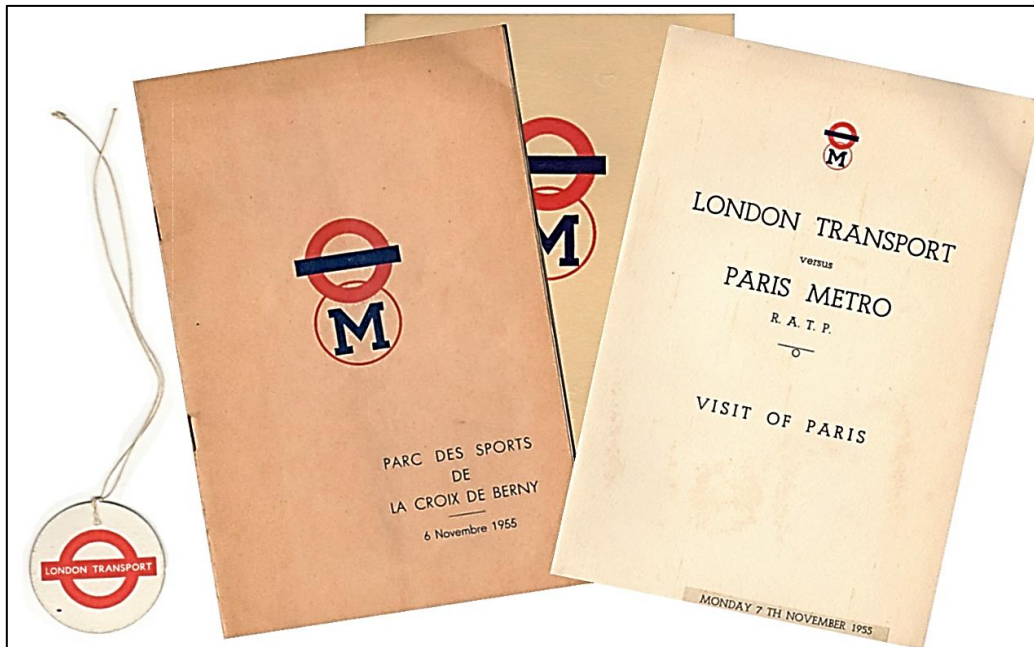 LONDON TRANSPORT
M
PARC DES SPORTS
DE
LA CROIX DE BERNY
6 Novembre 1955
M
M
LONDON TRANSPORT
versus
PARIS METRO
R. A. T. P.
VISIT OF PARIS
MONDAY 7 TH NOVEMBER 1955